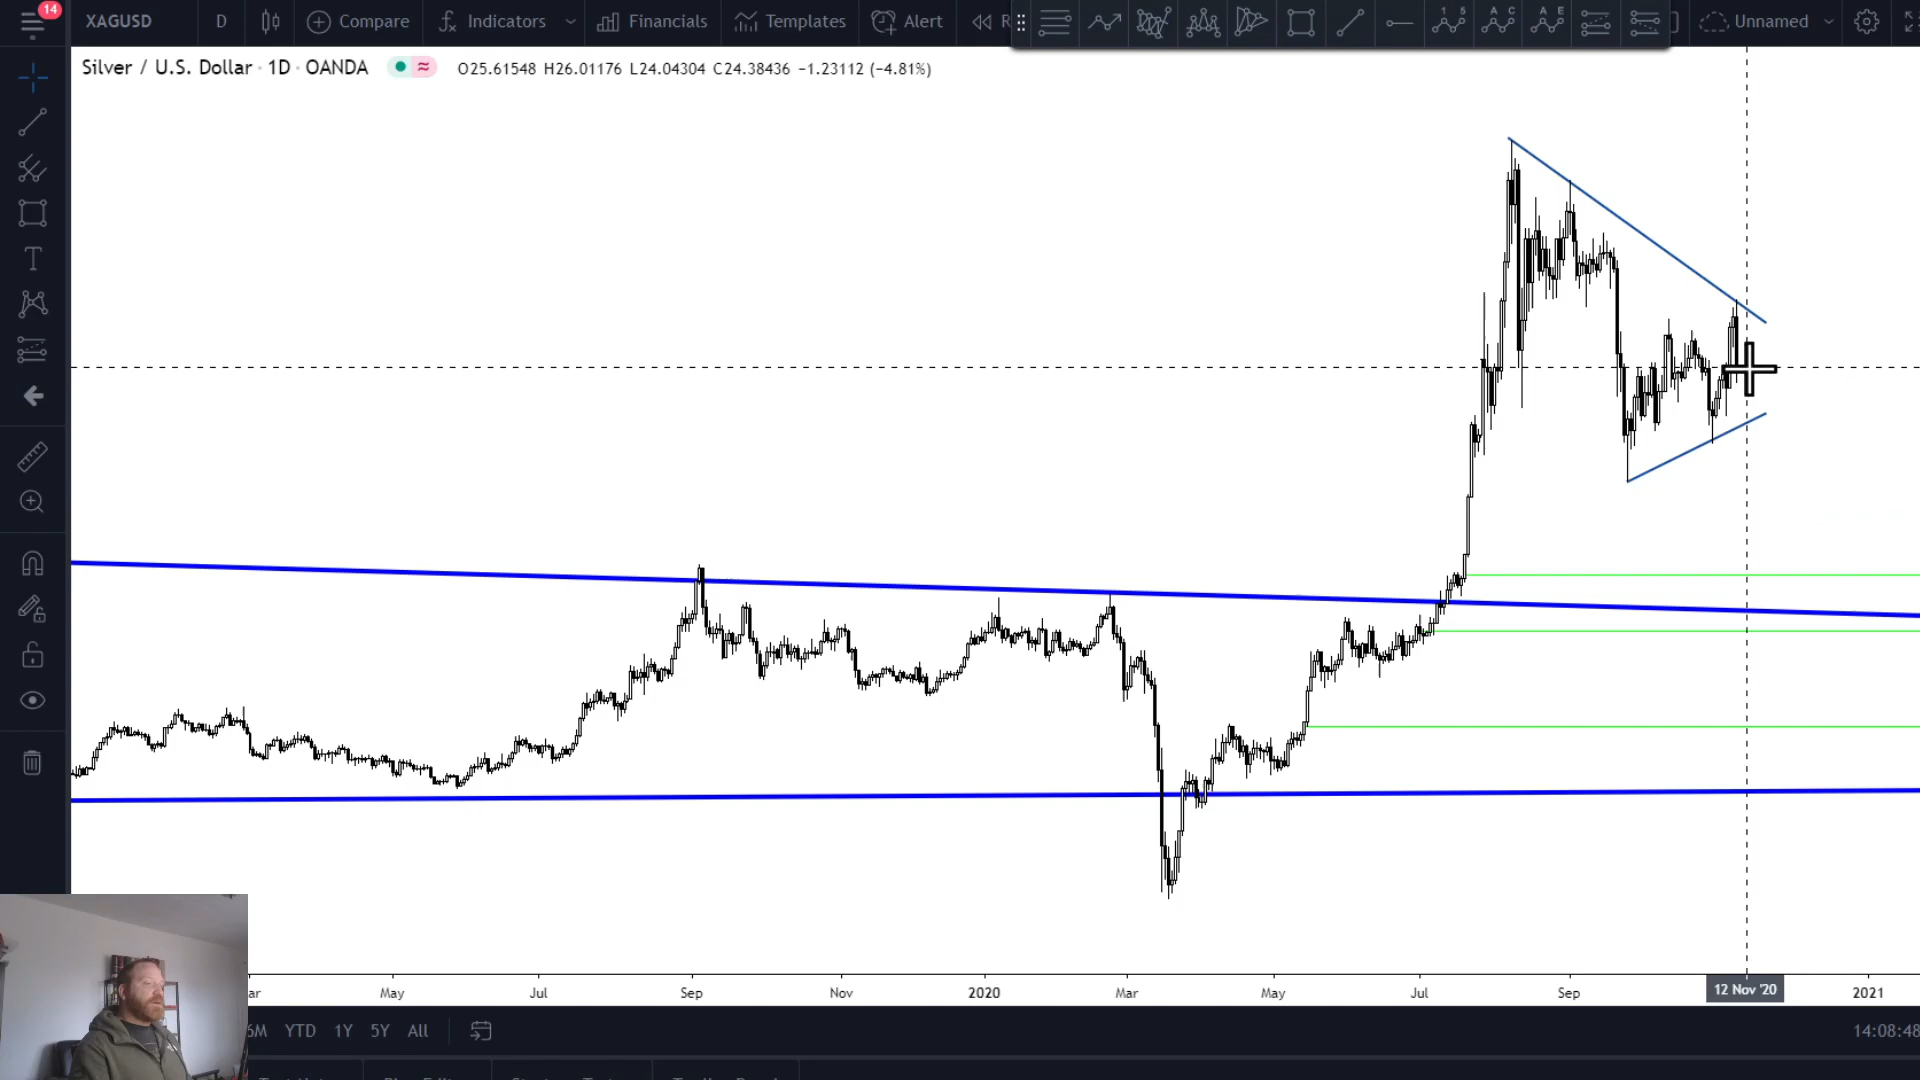 14
XAGUSD D Compare Indicators Financials Templates Alert Unnamed
1 5 A C A E
Silver / U.S. Dollar · 1D · OANDA O25.61548 H26.01176 L24.04304 C24.38436 −1.23112 (−4.81%)
May Jul Sep Nov 2020 Mar May Jul Sep 12 Nov '20 2021
YTD 1Y 5Y All 14:08:48